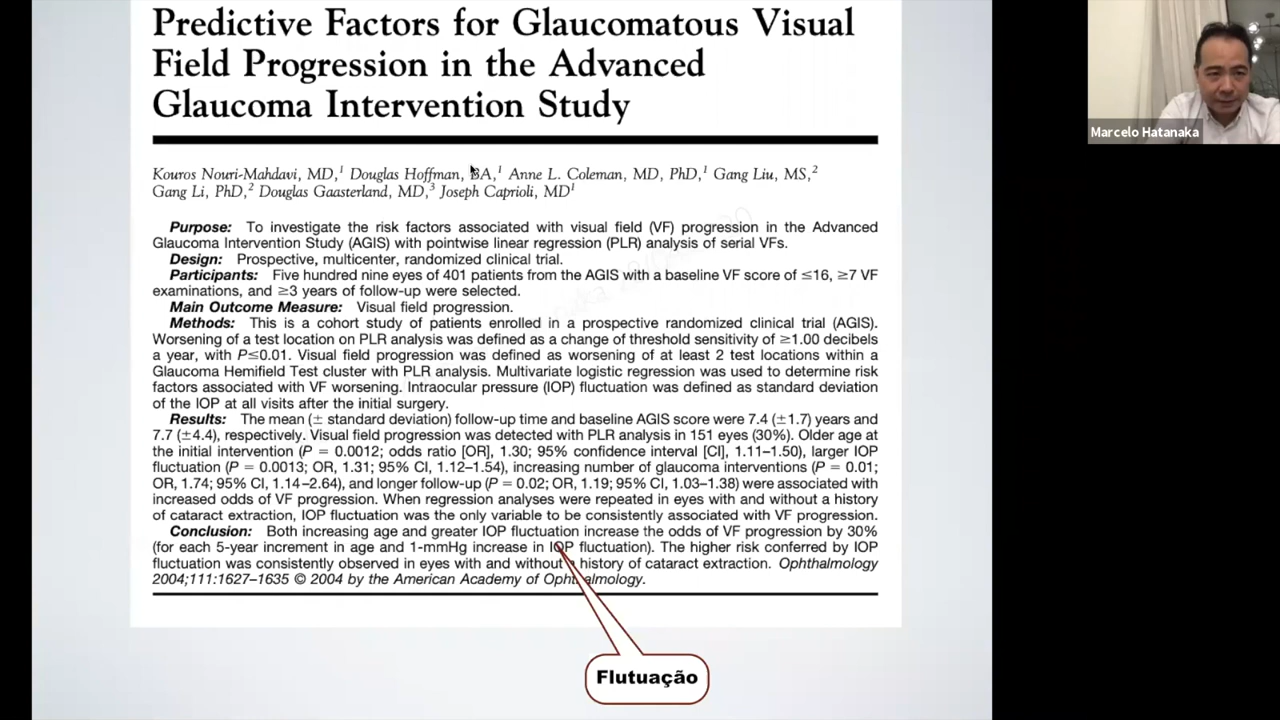 Predictive Factors for Glaucomatous Visual
Field Progression in the Advanced
Glaucoma Intervention Study
Marcelo Hatanaka
Kouros Nouri-Mahdavi, MD,¹ Douglas Hoffman, BA,¹ Anne L. Coleman, MD, PhD,¹ Gang Liu, MS,²
Gang Li, PhD,² Douglas Gaasterland, MD,³ Joseph Caprioli, MD¹
Purpose: To investigate the risk factors associated with visual field (VF) progression in the Advanced
Glaucoma Intervention Study (AGIS) with pointwise linear regression (PLR) analysis of serial VFs.
Design: Prospective, multicenter, randomized clinical trial.
Participants: Five hundred nine eyes of 401 patients from the AGIS with a baseline VF score of ≤16, ≥7 VF
examinations, and ≥3 years of follow-up were selected.
Main Outcome Measure: Visual field progression.
Methods: This is a cohort study of patients enrolled in a prospective randomized clinical trial (AGIS).
Worsening of a test location on PLR analysis was defined as a change of threshold sensitivity of ≥1.00 decibels
a year, with P≤0.01. Visual field progression was defined as worsening of at least 2 test locations within a
Glaucoma Hemifield Test cluster with PLR analysis. Multivariate logistic regression was used to determine risk
factors associated with VF worsening. Intraocular pressure (IOP) fluctuation was defined as standard deviation
of the IOP at all visits after the initial surgery.
Results: The mean (± standard deviation) follow-up time and baseline AGIS score were 7.4 (±1.7) years and
7.7 (±4.4), respectively. Visual field progression was detected with PLR analysis in 151 eyes (30%). Older age at
the initial intervention (P = 0.0012; odds ratio [OR], 1.30; 95% confidence interval [CI], 1.11–1.50), larger IOP
fluctuation (P = 0.0013; OR, 1.31; 95% CI, 1.12–1.54), increasing number of glaucoma interventions (P = 0.01;
OR, 1.74; 95% CI, 1.14–2.64), and longer follow-up (P = 0.02; OR, 1.19; 95% CI, 1.03–1.38) were associated with
increased odds of VF progression. When regression analyses were repeated in eyes with and without a history
of cataract extraction, IOP fluctuation was the only variable to be consistently associated with VF progression.
Conclusion: Both increasing age and greater IOP fluctuation increase the odds of VF progression by 30%
(for each 5-year increment in age and 1-mmHg increase in IOP fluctuation). The higher risk conferred by IOP
fluctuation was consistently observed in eyes with and without a history of cataract extraction. Ophthalmology
2004;111:1627–1635 © 2004 by the American Academy of Ophthalmology.
Flutuação